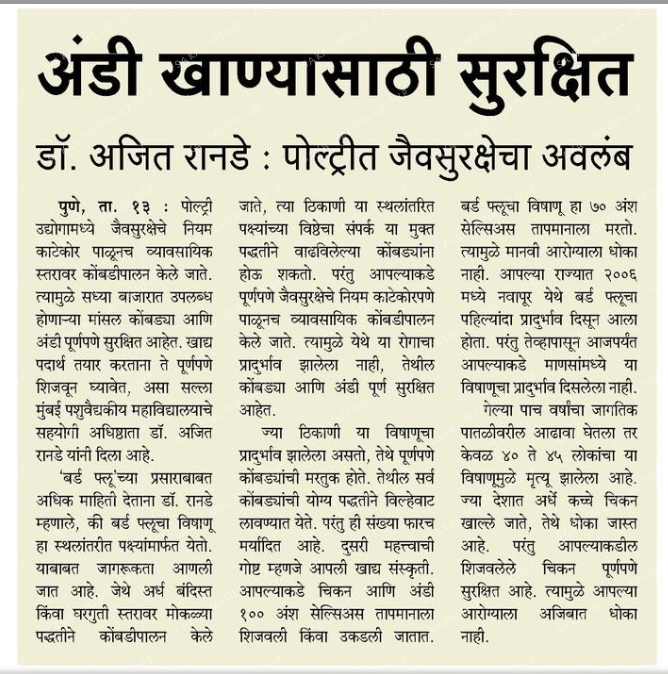 अंडी खाण्यासाठी सुरक्षित
डॉ. अजित रानडे : पोल्ट्रीत जैवसुरक्षेचा अवलंब
पुणे, ता. १३ : पोल्ट्री
उद्योगामध्ये जैवसुरक्षेचे नियम
काटेकोर पाळूनच व्यावसायिक
स्तरावर कोंबडीपालन केले जाते.
त्यामुळे सध्या बाजारात उपलब्ध
होणाऱ्या मांसल कोंबड्या आणि
अंडी पूर्णपणे सुरक्षित आहेत. खाद्य
पदार्थ तयार करताना ते पूर्णपणे
शिजवून घ्यावेत, असा सल्ला
मुंबई पशुवैद्यकीय महाविद्यालयाचे
सहयोगी अधिष्ठाता डॉ. अजित
रानडे यांनी दिला आहे.
‘बर्ड फ्लू’च्या प्रसाराबाबत
अधिक माहिती देताना डॉ. रानडे
म्हणाले, की बर्ड फ्लूचा विषाणू
हा स्थलांतरीत पक्ष्यांमार्फत येतो.
याबाबत जागरूकता आणली
जात आहे. जेथे अर्ध बंदिस्त
किंवा घरगुती स्तरावर मोकळ्या
पद्धतीने कोंबडीपालन केले
जाते, त्या ठिकाणी या स्थलांतरित
पक्ष्यांच्या विष्ठेचा संपर्क या मुक्त
पद्धतीने वाढविलेल्या कोंबड्यांना
होऊ शकतो. परंतु आपल्याकडे
पूर्णपणे जैवसुरक्षेचे नियम काटेकोरपणे
पाळूनच व्यावसायिक कोंबडीपालन
केले जाते. त्यामुळे येथे या रोगाचा
प्रादुर्भाव झालेला नाही, तेथील
कोंबड्या आणि अंडी पूर्ण सुरक्षित
आहेत.
ज्या ठिकाणी या विषाणूचा
प्रादुर्भाव झालेला असतो, तेथे पूर्णपणे
कोंबड्यांची मरतुक होते. तेथील सर्व
कोंबड्यांची योग्य पद्धतीने विल्हेवाट
लावण्यात येते. परंतु ही संख्या फारच
मर्यादित आहे. दुसरी महत्त्वाची
गोष्ट म्हणजे आपली खाद्य संस्कृती.
आपल्याकडे चिकन आणि अंडी
१०० अंश सेल्सिअस तापमानाला
शिजवली किंवा उकडली जातात.
बर्ड फ्लूचा विषाणू हा ७० अंश
सेल्सिअस तापमानाला मरतो.
त्यामुळे मानवी आरोग्याला धोका
नाही. आपल्या राज्यात २००६
मध्ये नवापूर येथे बर्ड फ्लूचा
पहिल्यांदा प्रादुर्भाव दिसून आला
होता. परंतु तेव्हापासून आजपर्यंत
आपल्याकडे माणसांमध्ये या
विषाणूचा प्रादुर्भाव दिसलेला नाही.
गेल्या पाच वर्षांचा जागतिक
पातळीवरील आढावा घेतला तर
केवळ ४० ते ४५ लोकांचा या
विषाणूमुळे मृत्यू झालेला आहे.
ज्या देशात अर्धे कच्चे चिकन
खाल्ले जाते, तेथे धोका जास्त
आहे. परंतु आपल्याकडील
शिजवलेले चिकन पूर्णपणे
सुरक्षित आहे. त्यामुळे आपल्या
आरोग्याला अजिबात धोका
नाही.